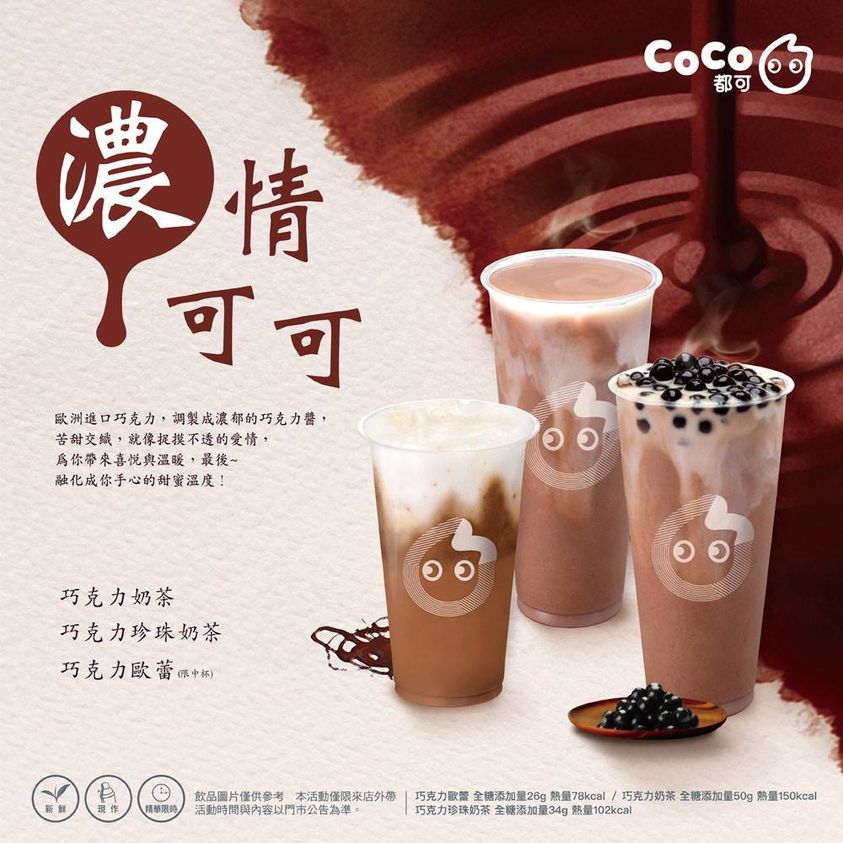 CoCo
都可
濃情
可可
歐洲進口巧克力，調製成濃郁的巧克力醬，
苦甜交織，就像捉摸不透的愛情，
為你帶來喜悅與溫暖，最後~
融化成你手心的甜蜜溫度！
巧克力奶茶
巧克力珍珠奶茶
巧克力歐蕾(限中杯)
新鮮
現作
精華限時
飲品圖片僅供參考　本活動僅限來店外帶
活動時間與內容以門市公告為準。
巧克力歐蕾 全糖添加量26g 熱量78kcal / 巧克力奶茶 全糖添加量50g 熱量150kcal
巧克力珍珠奶茶 全糖添加量34g 熱量102kcal